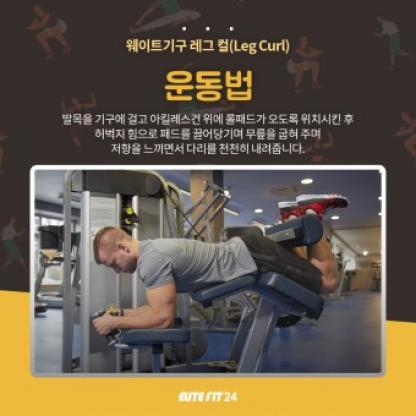 웨이트기구 레그 컬(Leg Curl)
운동법
발목을 기구에 걸고 아킬레스건 위에 롤패드가 오도록 위치시킨 후
허벅지 힘으로 패드를 끌어당기며 무릎을 굽혀 주며
저항을 느끼면서 다리를 천천히 내려줍니다.
ELITE FIT 24